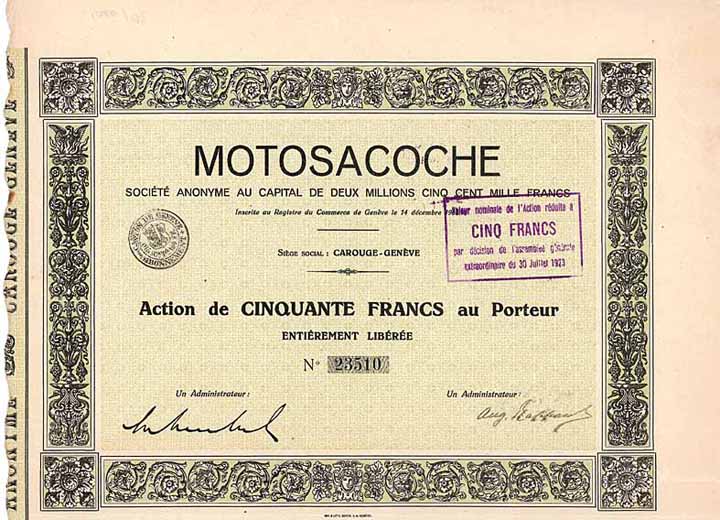 MOTOSACOCHE
SOCIÉTÉ ANONYME AU CAPITAL DE DEUX MILLIONS CINQ CENT MILLE FRANCS
Inscrite au Registre du Commerce de Genève le 14 décembre
Valeur nominale de l'Action réduite à
CINQ FRANCS
par décision de l'assemblée générale
extraordinaire du 30 Juillet 1923
SIÈGE SOCIAL : CAROUGE-GENÈVE
Action de CINQUANTE FRANCS au Porteur
ENTIÈREMENT LIBÉRÉE
N° 23510
Un Administrateur :
Un Administrateur :
Aug.
ANONYME CAROUGE GENÈVE